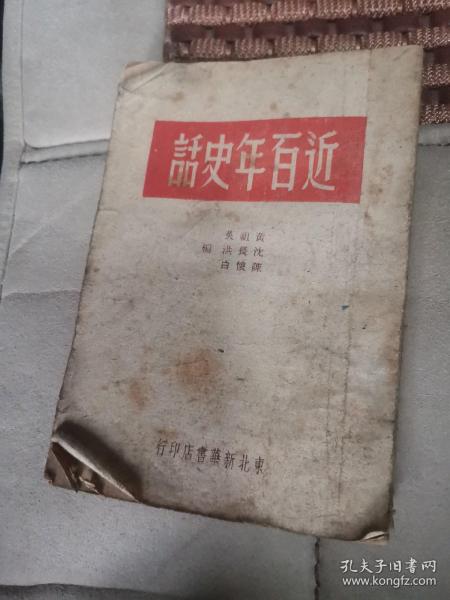 近百年史話
黃祖英
沈長洪 編
陳懷白
東北新華書店印行
孔夫子旧书网
www.kongfz.com